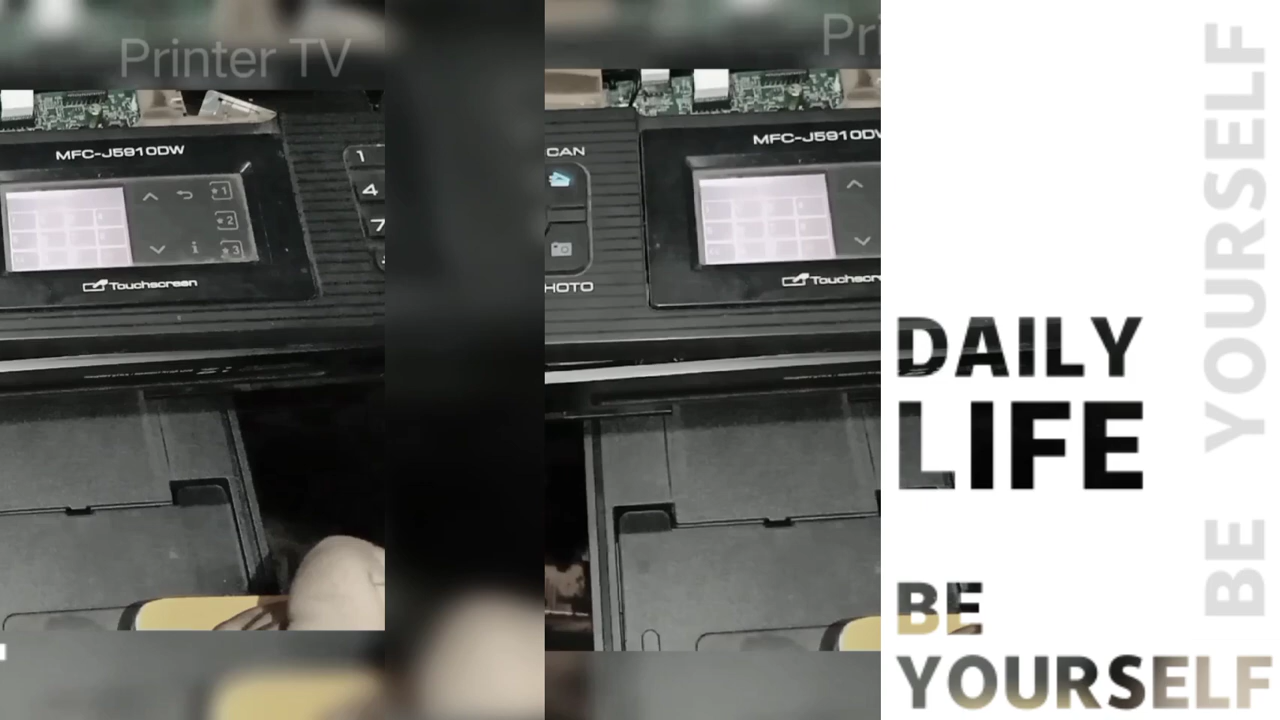 Printer TV
MFC-J5910DW
1
4
7
★1
★2
i
★3
Touchscreen
Pri
CAN
MFC-J5910DW
HOTO
Touchscree
DAILY
LIFE
BE
YOURSELF
BE YOURSELF